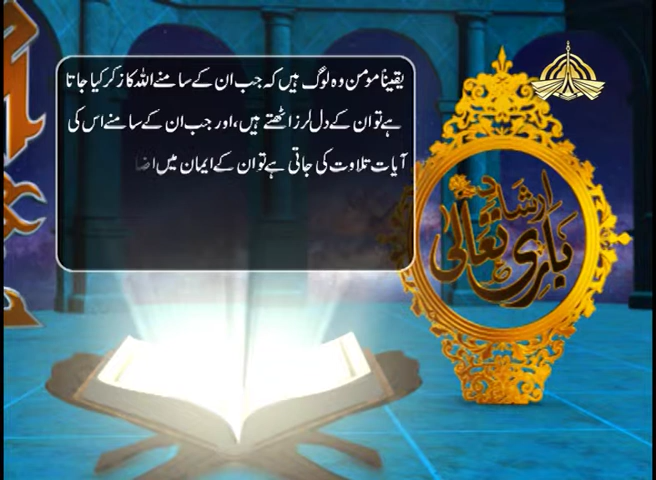 یقیناً مومن وہ لوگ ہیں کہ جب ان کے سامنے اللہ کا ذکر کیا جاتا
ہے تو ان کے دل لرز اٹھتے ہیں، اور جب ان کے سامنے اس کی
آیات تلاوت کی جاتی ہے تو ان کے ایمان میں اضا
ارشاد
باری تعالیٰ